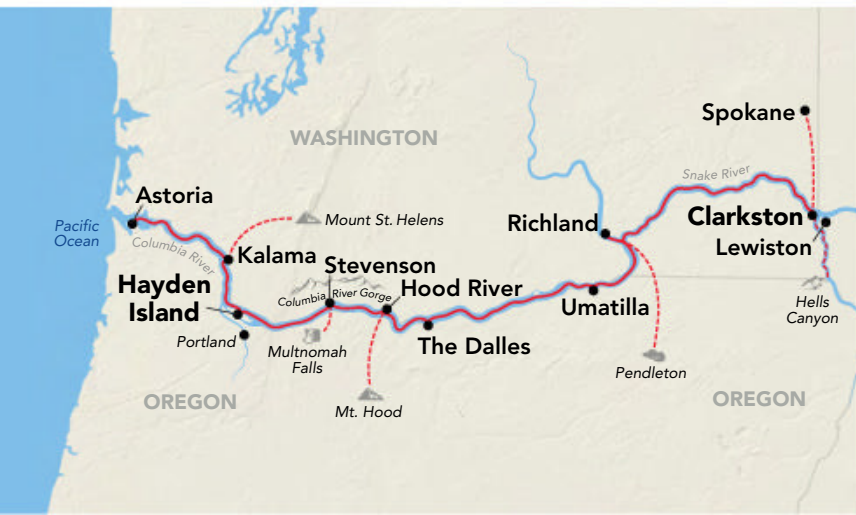 Spokane
WASHINGTON
Snake River
Astoria
Mount St. Helens
Pacific
Ocean
Columbia River
Richland
Clarkston
Lewiston
Kalama
Stevenson
Hayden
Island
Columbia River Gorge
Hood River
Umatilla
Hells
Canyon
Portland
Multnomah
Falls
The Dalles
Pendleton
OREGON
Mt. Hood
OREGON